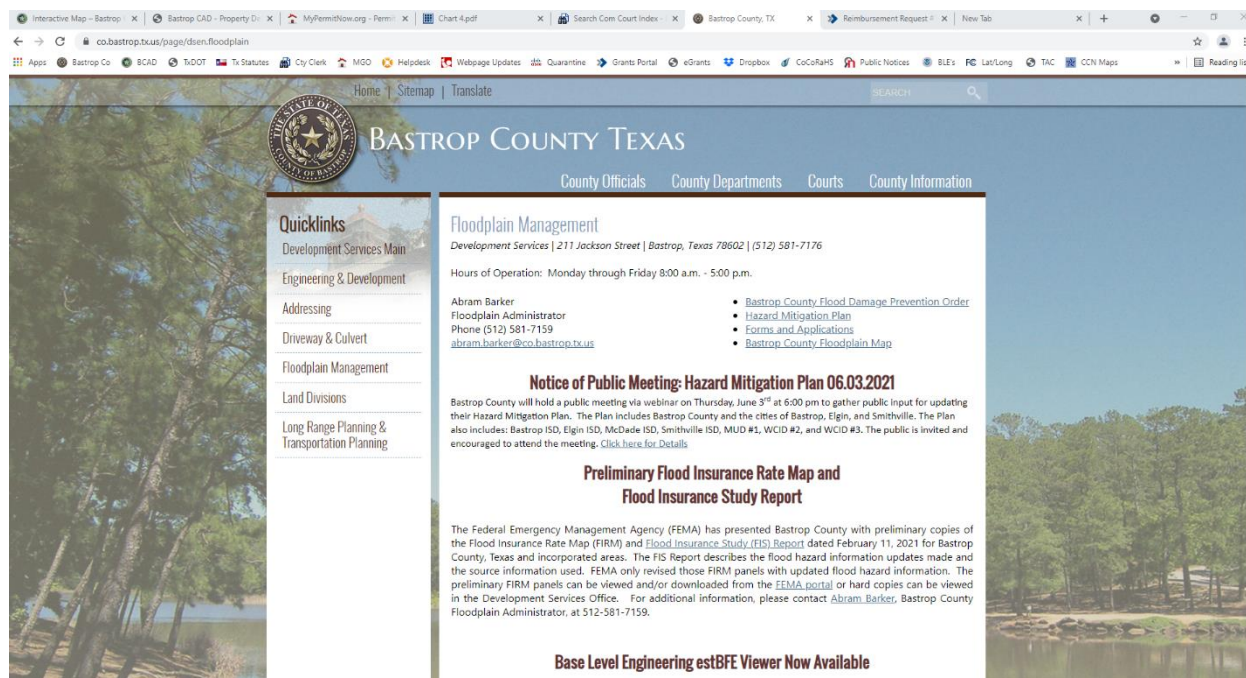 Interactive Map – Bastrop
Bastrop CAD - Property Di
MyPermitNow.org - Permit
Chart 4.pdf
Search Com Court Index -
Bastrop County, TX
Reimbursement Request
New Tab
co.bastrop.tx.us/page/dsen.floodplain
Apps Bastrop Co BCAD TxDOT Tx Statutes Cty Clerk MGO Helpdesk Webpage Updates Quarantine Grants Portal eGrants Dropbox CoCoRaHS Public Notices BLE's Lat/Long TAC CCN Maps » Reading lis
Home | Sitemap | Translate
SEARCH
THE STATE OF TEXAS
COUNTY OF BASTROP
BASTROP COUNTY TEXAS
County Officials County Departments Courts County Information
Quicklinks
Development Services Main
Engineering & Development
Addressing
Driveway & Culvert
Floodplain Management
Land Divisions
Long Range Planning &
Transportation Planning
Floodplain Management
Development Services | 211 Jackson Street | Bastrop, Texas 78602 | (512) 581-7176
Hours of Operation: Monday through Friday 8:00 a.m. - 5:00 p.m.
Abram Barker
Floodplain Administrator
Phone (512) 581-7159
abram.barker@co.bastrop.tx.us
• Bastrop County Flood Damage Prevention Order
• Hazard Mitigation Plan
• Forms and Applications
• Bastrop County Floodplain Map
Notice of Public Meeting: Hazard Mitigation Plan 06.03.2021
Bastrop County will hold a public meeting via webinar on Thursday, June 3rd at 6:00 pm to gather public input for updating
their Hazard Mitigation Plan. The Plan includes Bastrop County and the cities of Bastrop, Elgin, and Smithville. The Plan
also includes: Bastrop ISD, Elgin ISD, McDade ISD, Smithville ISD, MUD #1, WCID #2, and WCID #3. The public is invited and
encouraged to attend the meeting. Click here for Details
Preliminary Flood Insurance Rate Map and
Flood Insurance Study Report
The Federal Emergency Management Agency (FEMA) has presented Bastrop County with preliminary copies of
the Flood Insurance Rate Map (FIRM) and Flood Insurance Study (FIS) Report dated February 11, 2021 for Bastrop
County, Texas and incorporated areas. The FIS Report describes the flood hazard information updates made and
the source information used. FEMA only revised those FIRM panels with updated flood hazard information. The
preliminary FIRM panels can be viewed and/or downloaded from the FEMA portal or hard copies can be viewed
in the Development Services Office. For additional information, please contact Abram Barker, Bastrop County
Floodplain Administrator, at 512-581-7159.
Base Level Engineering estBFE Viewer Now Available